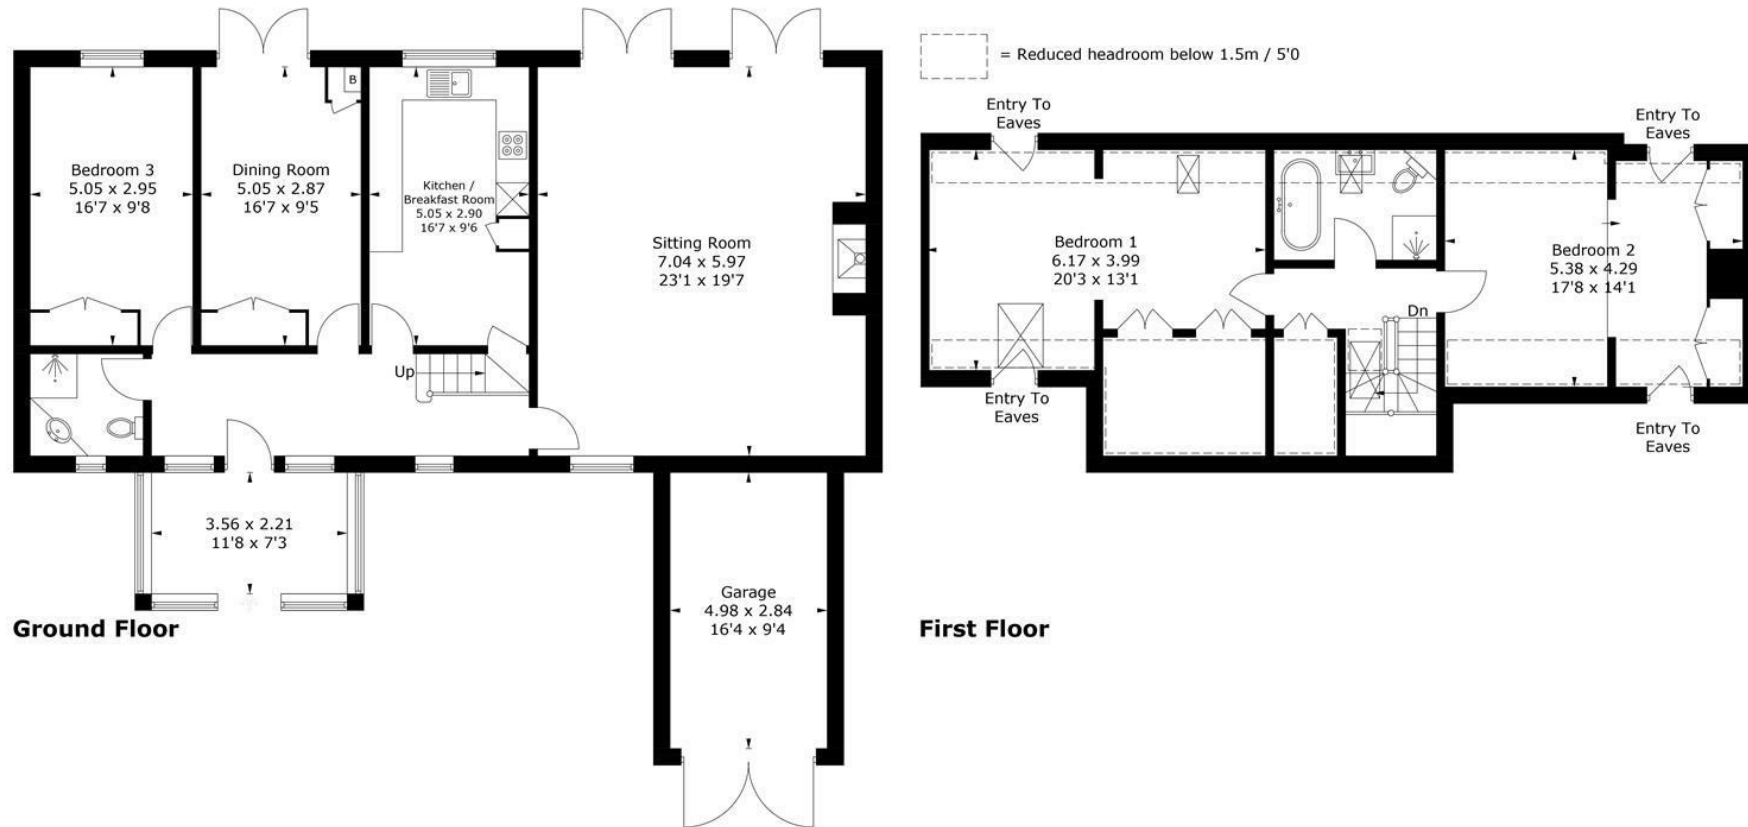 = Reduced headroom below 1.5m / 5'0
Bedroom 3
5.05 x 2.95
16'7 x 9'8
Dining Room
5.05 x 2.87
16'7 x 9'5
B
Kitchen /
Breakfast Room
5.05 x 2.90
16'7 x 9'6
Sitting Room
7.04 x 5.97
23'1 x 19'7
Up
3.56 x 2.21
11'8 x 7'3
Garage
4.98 x 2.84
16'4 x 9'4
Ground Floor
Entry To
Eaves
Entry To
Eaves
Bedroom 1
6.17 x 3.99
20'3 x 13'1
Bedroom 2
5.38 x 4.29
17'8 x 14'1
Dn
Entry To
Eaves
Entry To
Eaves
First Floor